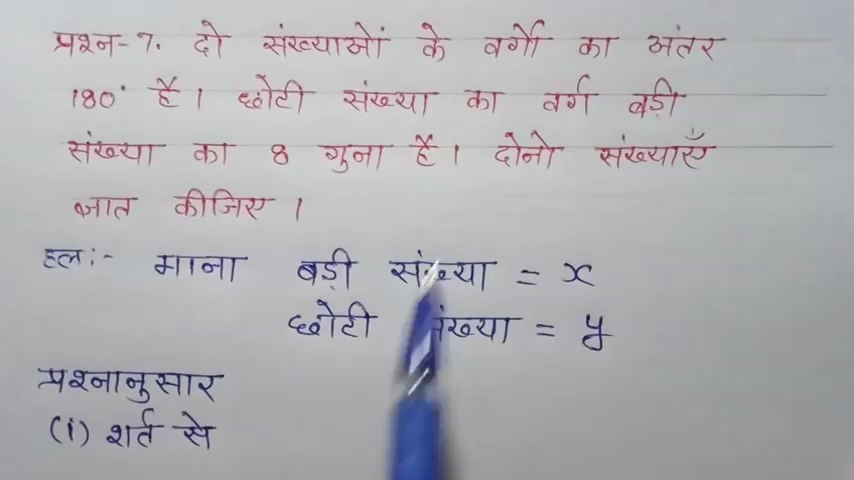 प्रश्न-7. दो संख्याओं के वर्गों का अंतर
180 है। छोटी संख्या का वर्ग बड़ी
संख्या का 8 गुना है। दोनो संख्याएँ
ज्ञात कीजिए।
हल:- माना बड़ी संख्या = x
छोटी संख्या = y
प्रश्नानुसार
(i) शर्त से